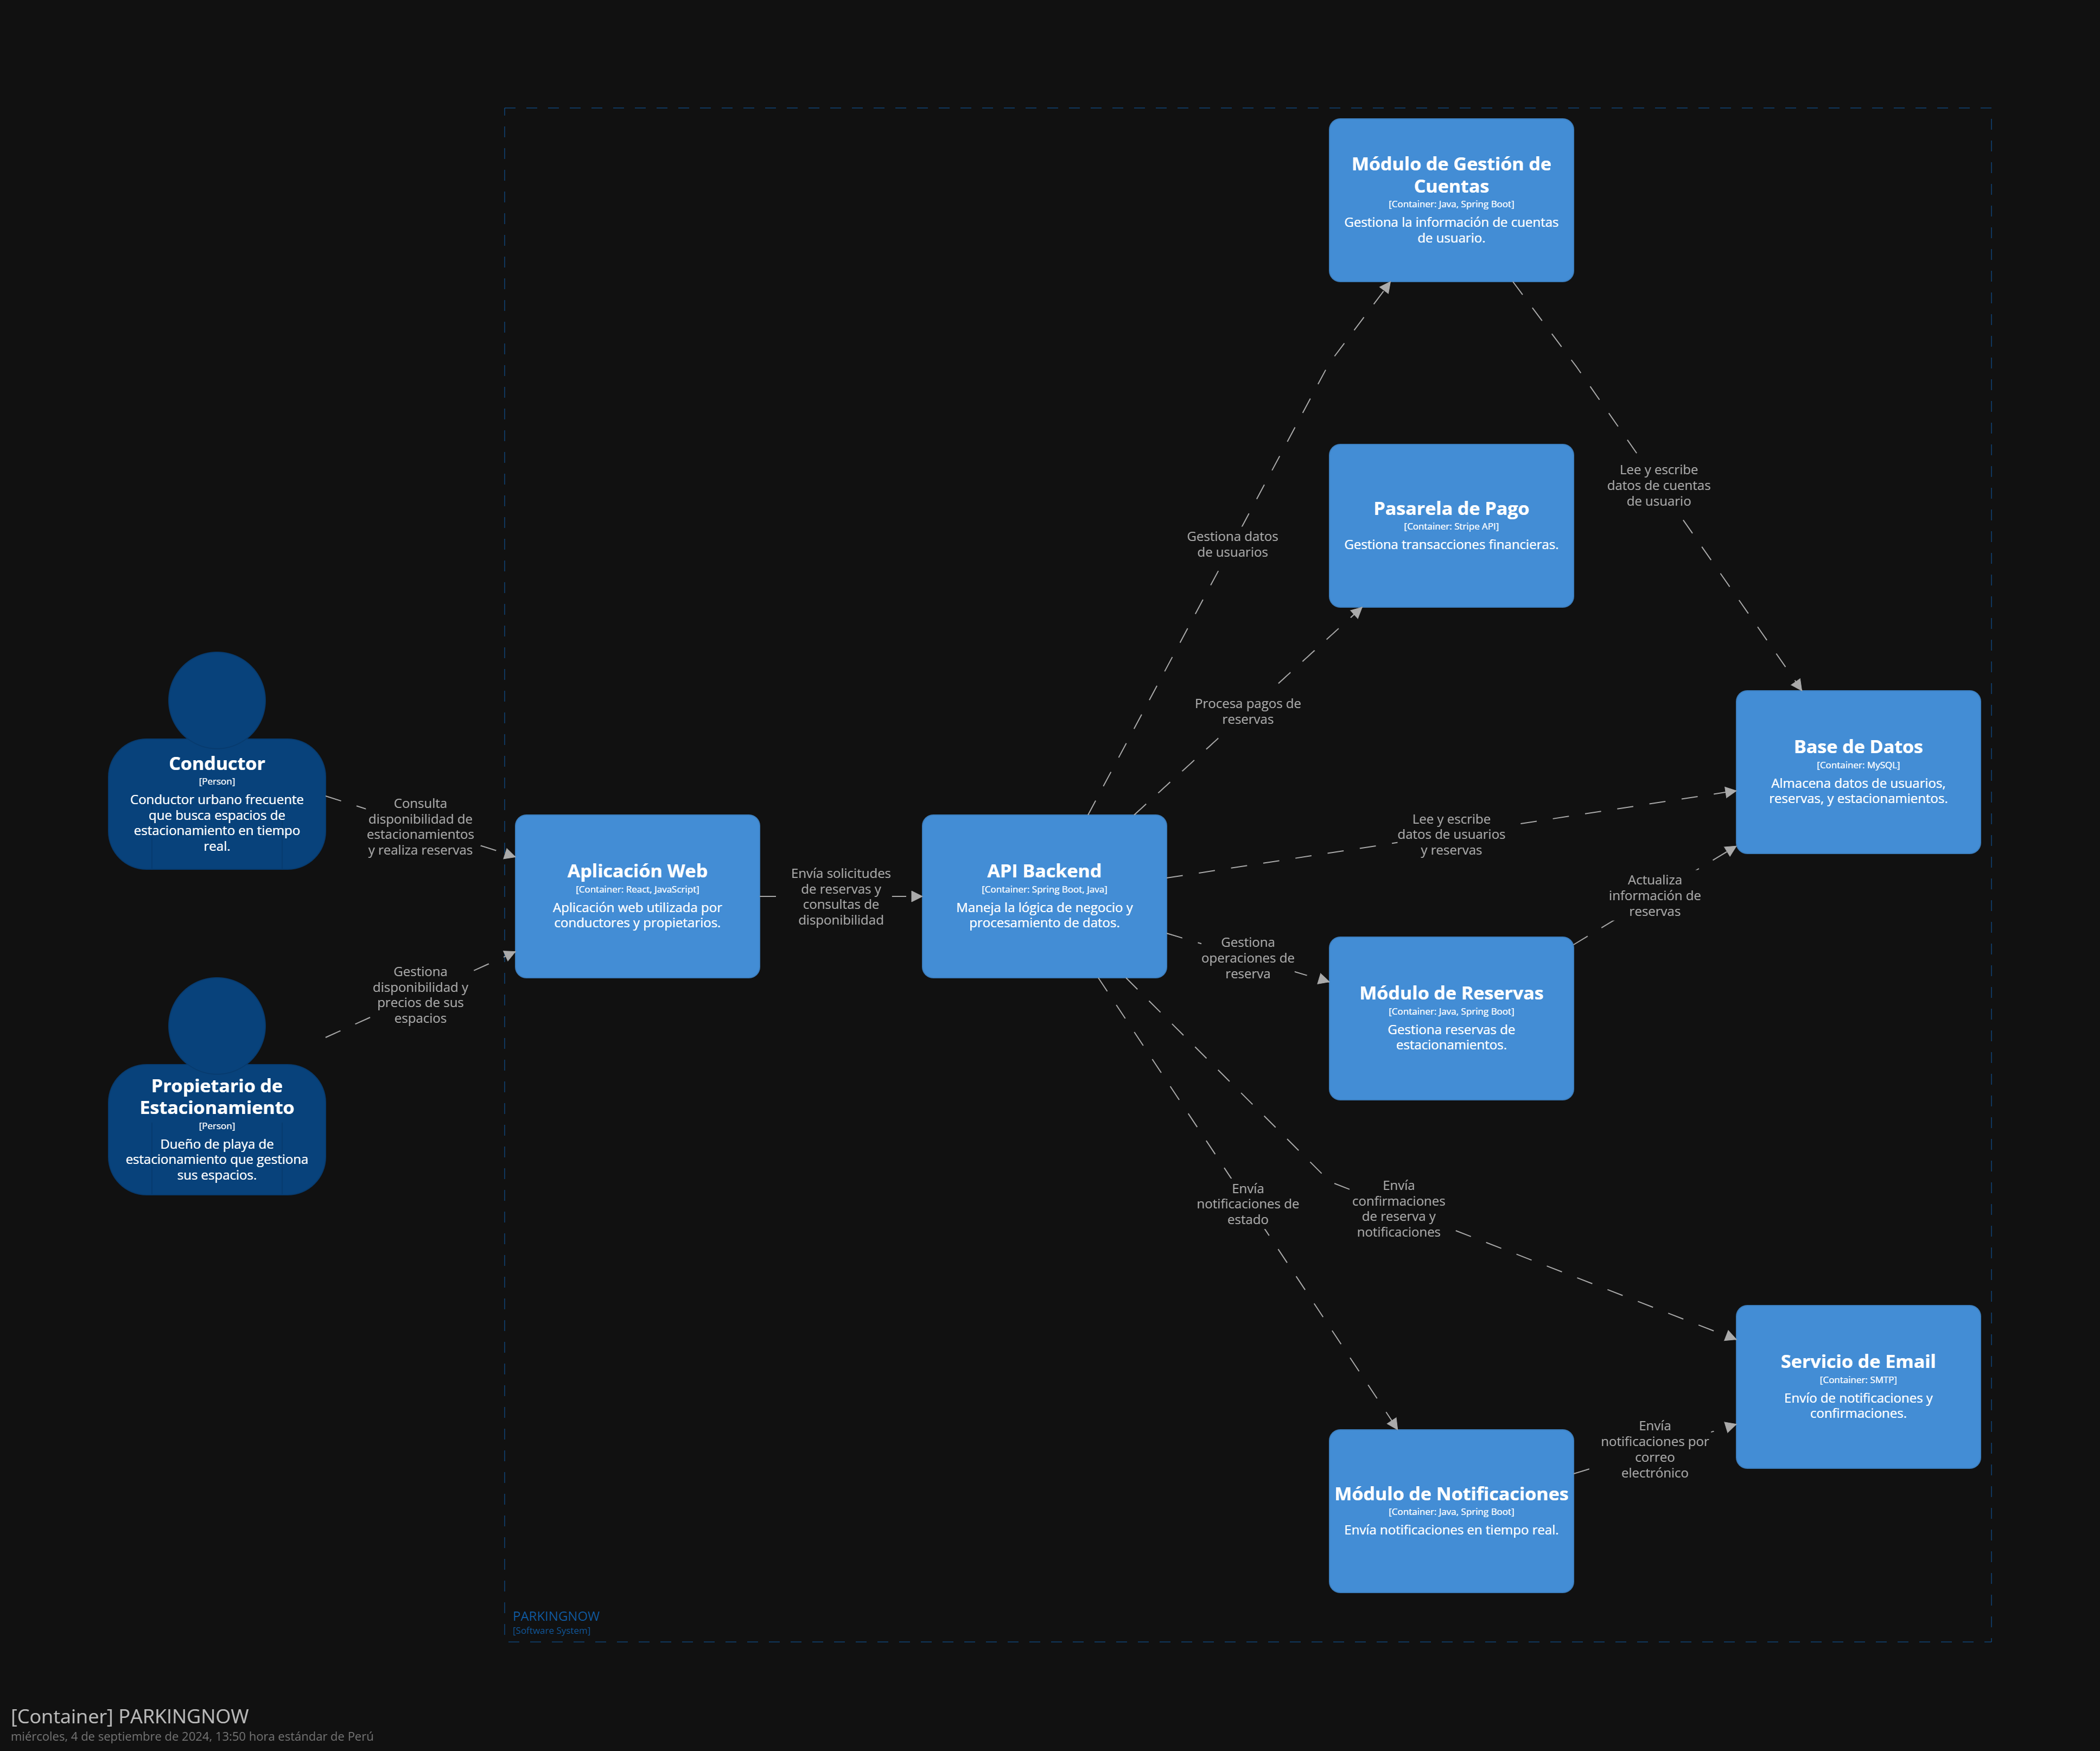 Módulo de Gestión de
Cuentas
[Container: Java, Spring Boot]
Gestiona la información de cuentas
de usuario.
Lee y escribe
datos de cuentas
de usuario
Pasarela de Pago
[Container: Stripe API]
Gestiona transacciones financieras.
Gestiona datos
de usuarios
Procesa pagos de
reservas
Base de Datos
[Container: MySQL]
Almacena datos de usuarios,
reservas, y estacionamientos.
Conductor
[Person]
Conductor urbano frecuente
que busca espacios de
estacionamiento en tiempo
real.
Consulta
disponibilidad de
estacionamientos
y realiza reservas
Aplicación Web
[Container: React, JavaScript]
Aplicación web utilizada por
conductores y propietarios.
Envía solicitudes
de reservas y
consultas de
disponibilidad
API Backend
[Container: Spring Boot, Java]
Maneja la lógica de negocio y
procesamiento de datos.
Lee y escribe
datos de usuarios
y reservas
Actualiza
información de
reservas
Gestiona
operaciones de
reserva
Módulo de Reservas
[Container: Java, Spring Boot]
Gestiona reservas de
estacionamientos.
Gestiona
disponibilidad y
precios de sus
espacios
Propietario de
Estacionamiento
[Person]
Dueño de playa de
estacionamiento que gestiona
sus espacios.
Envía
notificaciones de
estado
Envía
confirmaciones
de reserva y
notificaciones
Servicio de Email
[Container: SMTP]
Envío de notificaciones y
confirmaciones.
Envía
notificaciones por
correo
electrónico
Módulo de Notificaciones
[Container: Java, Spring Boot]
Envía notificaciones en tiempo real.
PARKINGNOW
[Software System]
[Container] PARKINGNOW
miércoles, 4 de septiembre de 2024, 13:50 hora estándar de Perú